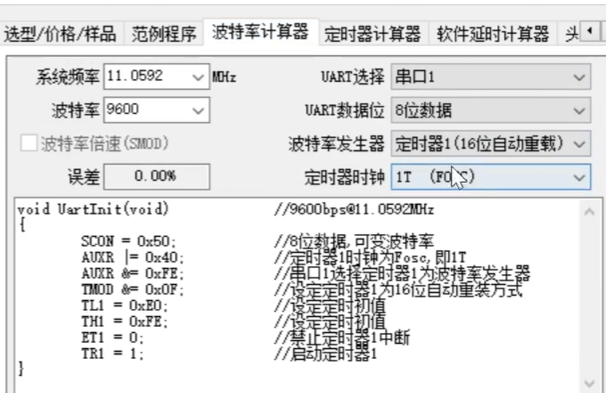 选型/价格/样品 范例程序 波特率计算器 定时器计算器 软件延时计算器 头
系统频率 11.0592 MHz UART选择 串口1
波特率 9600 UART数据位 8位数据
波特率倍速(SMOD) 波特率发生器 定时器1(16位自动重载)
误差 0.00% 定时器时钟 1T (FOSC)
void UartInit(void) //9600bps@11.0592MHz
{
SCON = 0x50; //8位数据,可变波特率
AUXR |= 0x40; //定时器1时钟为Fosc,即1T
AUXR &= 0xFE; //串口1选择定时器1为波特率发生器
TMOD &= 0x0F; //设定定时器1为16位自动重装方式
TL1 = 0xE0; //设定定时初值
TH1 = 0xFE; //设定定时初值
ET1 = 0; //禁止定时器1中断
TR1 = 1; //启动定时器1
}